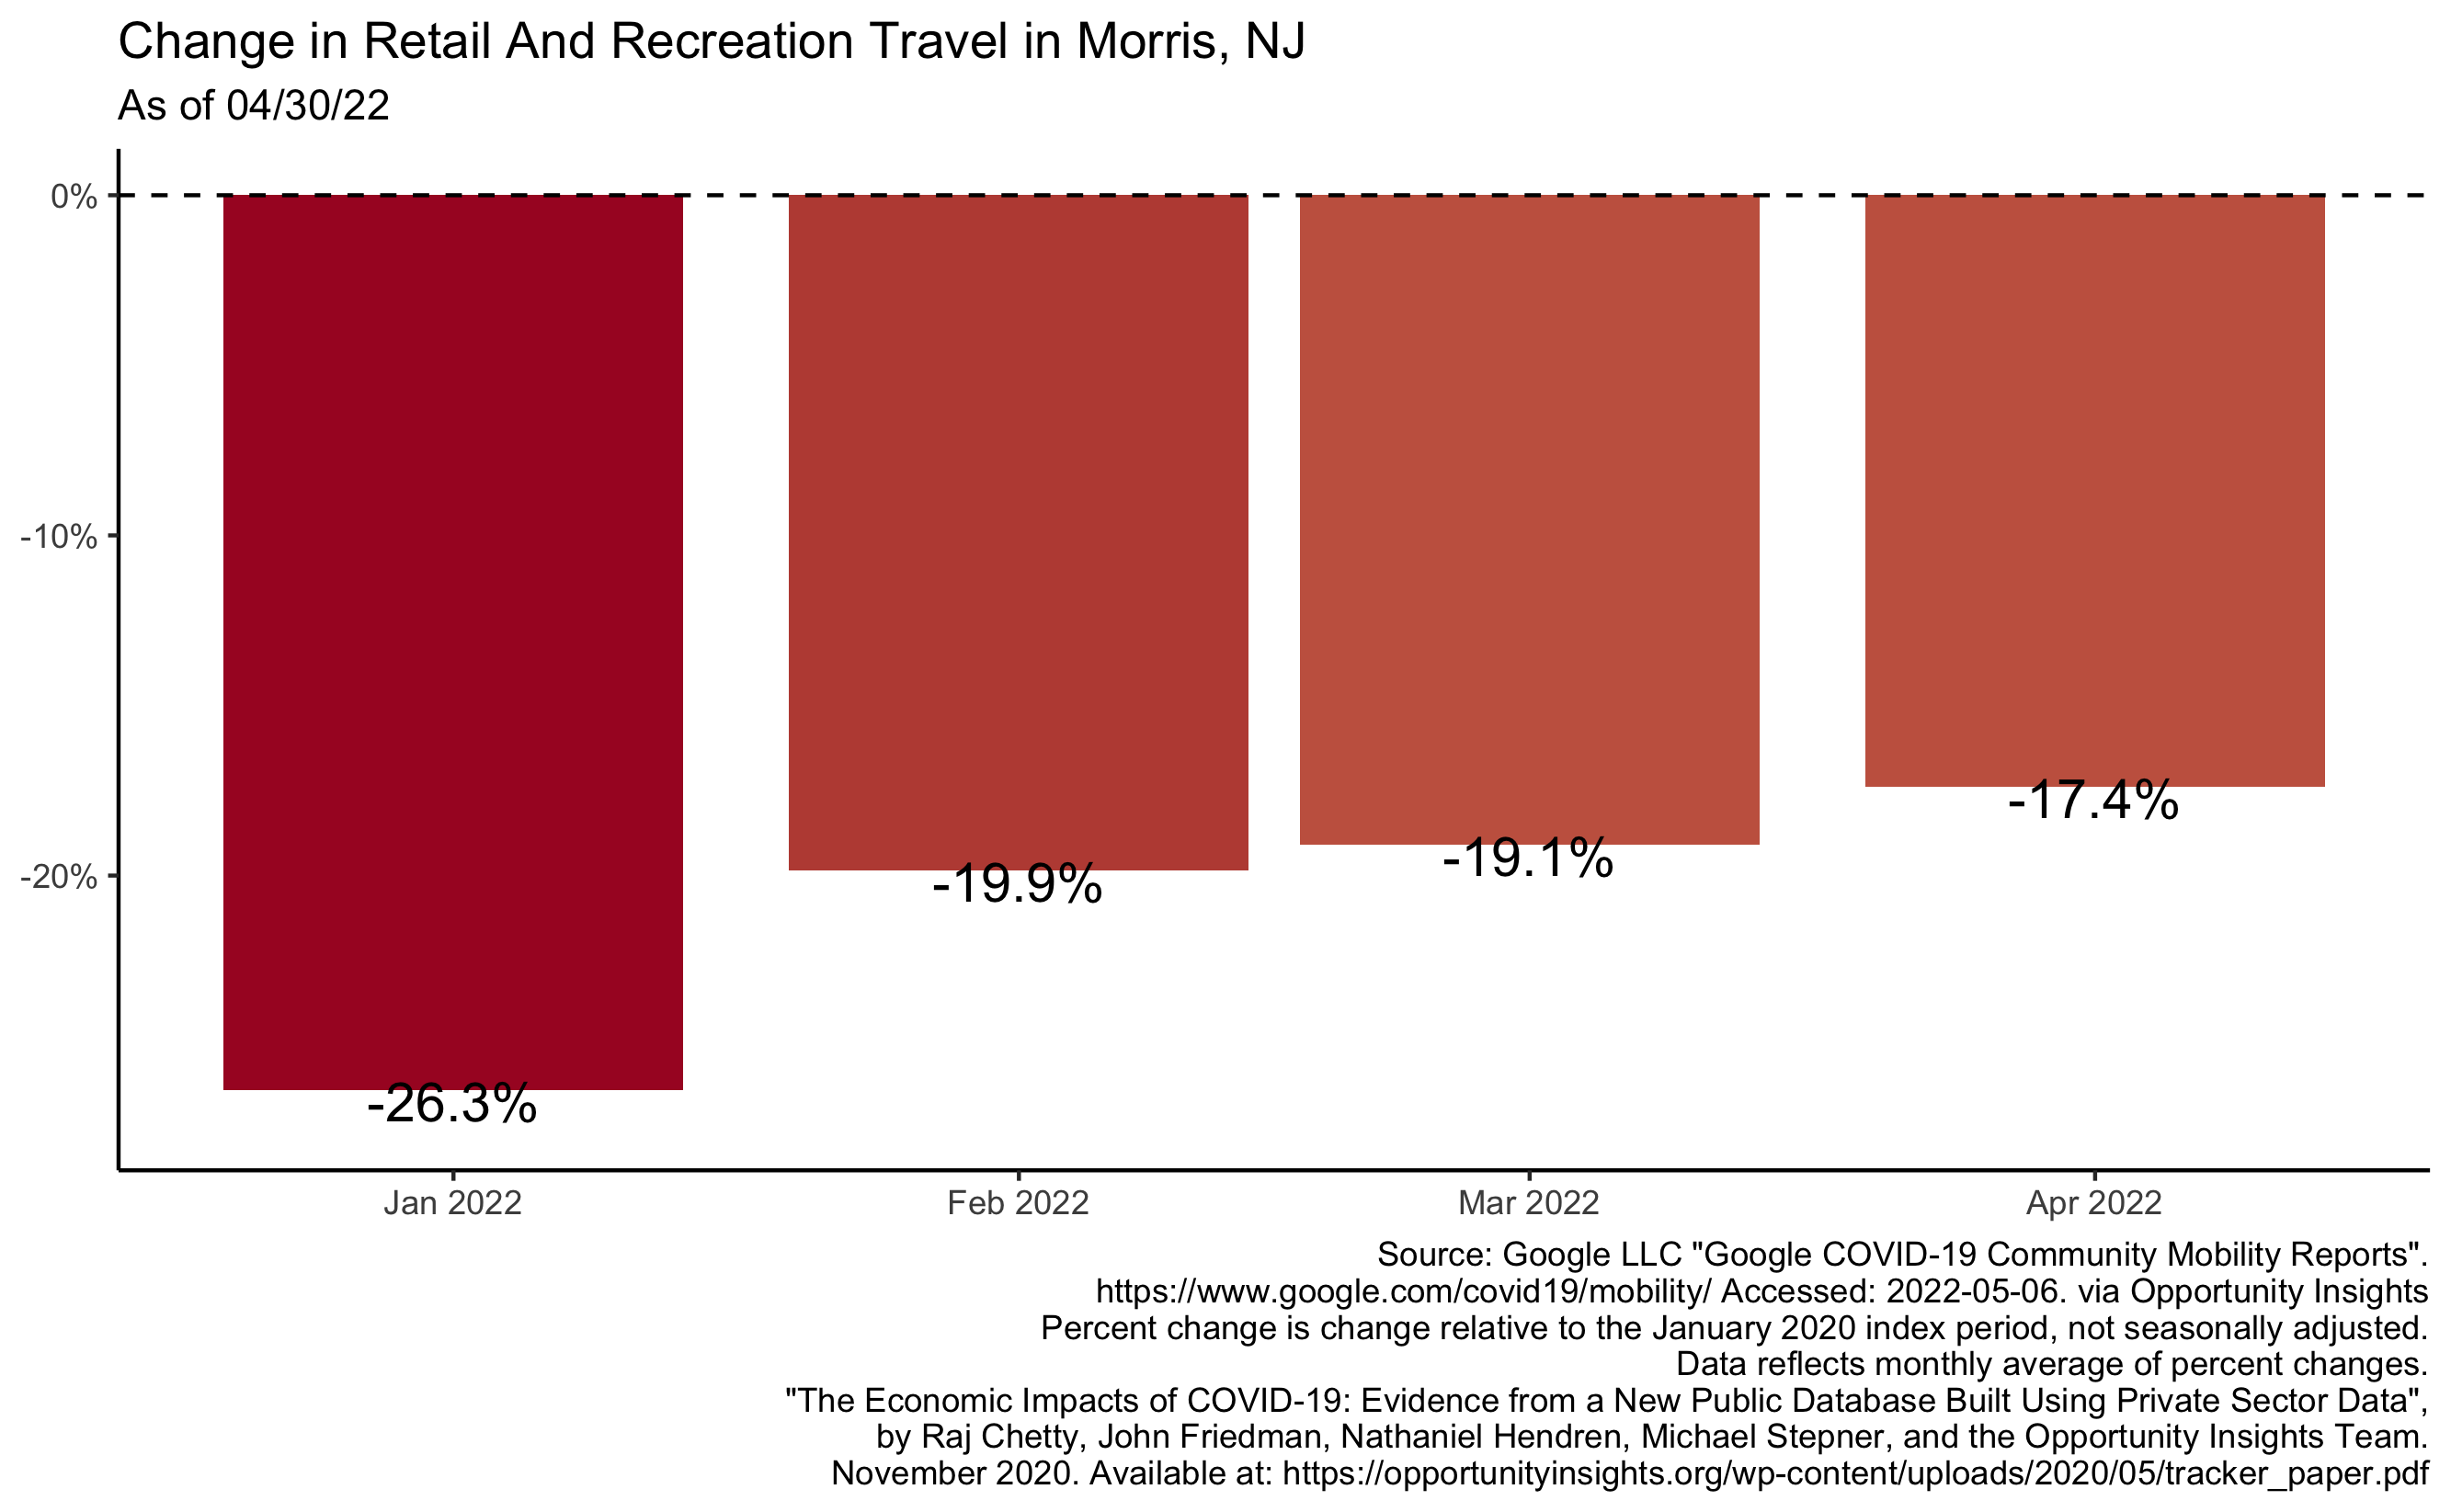 Change in Retail And Recreation Travel in Morris, NJ
As of 04/30/22
0%
-10%
-20%
-26.3%
-19.9%
-19.1%
-17.4%
Jan 2022
Feb 2022
Mar 2022
Apr 2022
Source: Google LLC "Google COVID-19 Community Mobility Reports".
https://www.google.com/covid19/mobility/ Accessed: 2022-05-06. via Opportunity Insights
Percent change is change relative to the January 2020 index period, not seasonally adjusted.
Data reflects monthly average of percent changes.
"The Economic Impacts of COVID-19: Evidence from a New Public Database Built Using Private Sector Data",
by Raj Chetty, John Friedman, Nathaniel Hendren, Michael Stepner, and the Opportunity Insights Team.
November 2020. Available at: https://opportunityinsights.org/wp-content/uploads/2020/05/tracker_paper.pdf